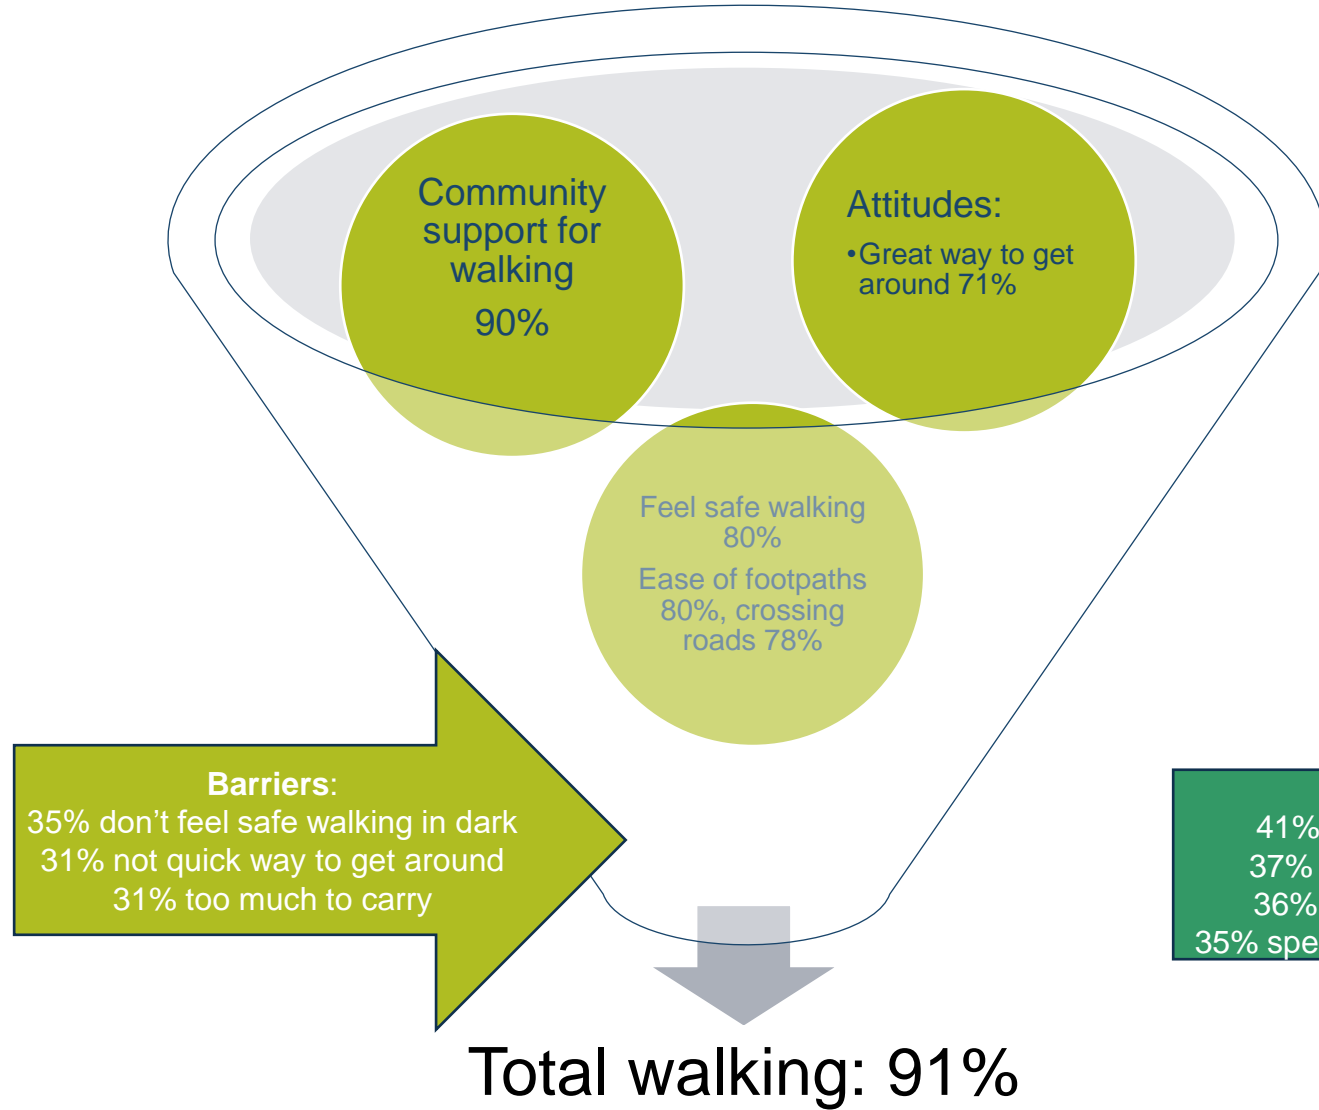 Community
support for
walking
90%
Attitudes:
•Great way to get
around 71%
Feel safe walking
80%
Ease of footpaths
80%, crossing
roads 78%
Barriers:
35% don’t feel safe walking in dark
31% not quick way to get around
31% too much to carry
41%
37%
36%
35%
Total walking: 91%